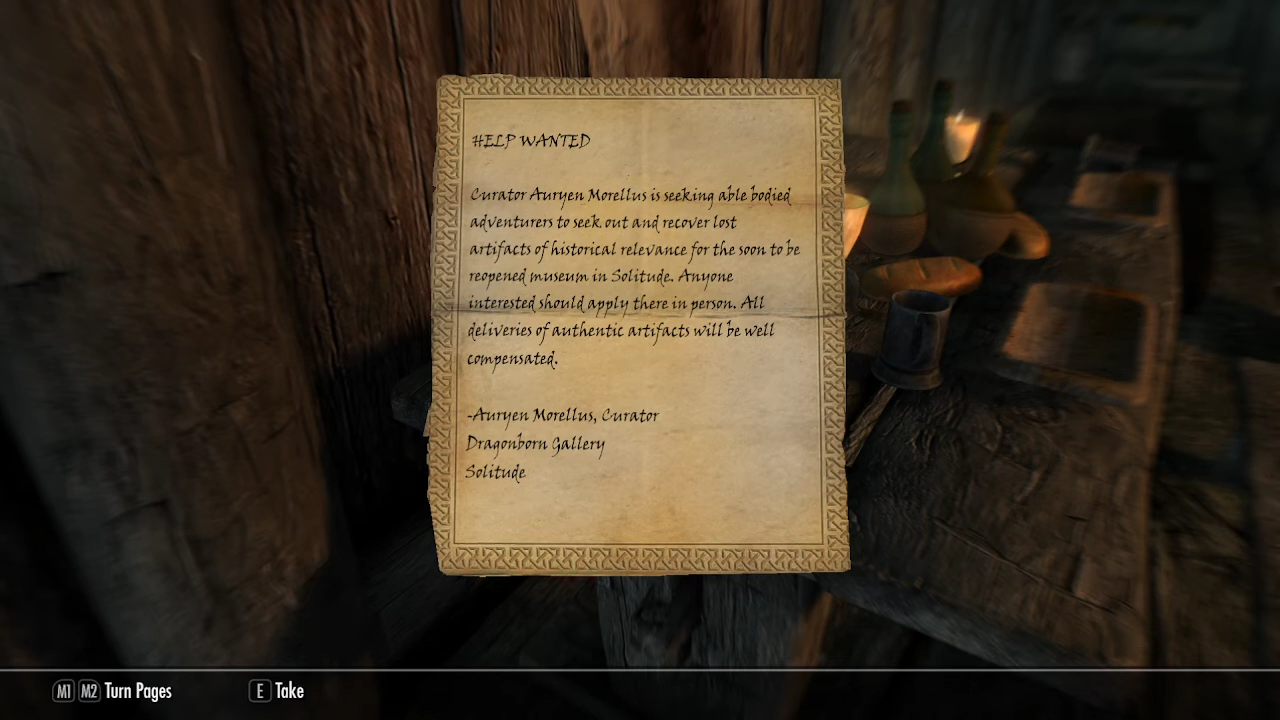 HELP WANTED
Curator Auryen Morellus is seeking able bodied
adventurers to seek out and recover lost
artifacts of historical relevance for the soon to be
reopened museum in Solitude. Anyone
interested should apply there in person. All
deliveries of authentic artifacts will be well
compensated.
-Auryen Morellus, Curator
Dragonborn Gallery
Solitude
M1 M2 Turn Pages E Take